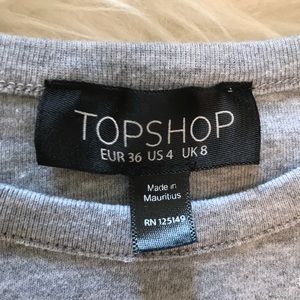 TOPSHOP
EUR 36 US 4 UK 8
Made in
Mauritius
RN 125149